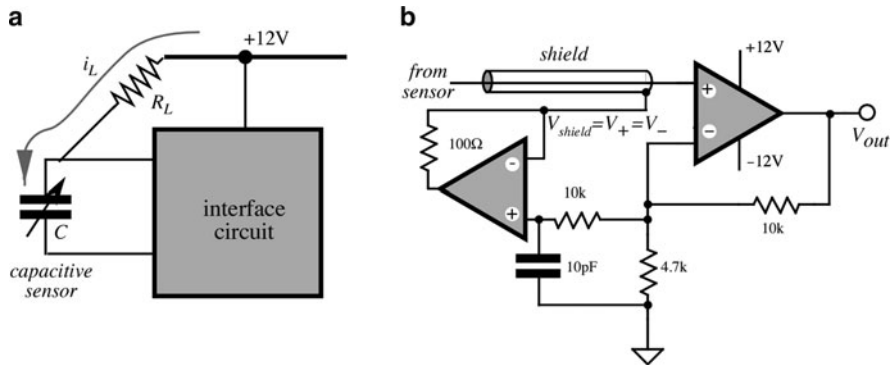 a
+12V
i_L
R_L
C
capacitive
sensor
interface
circuit
b
shield
from
sensor
+12V
+
−
V_shield=V_+=V_-
−12V
V_out
100Ω
-
+
10k
10k
10pF
4.7k